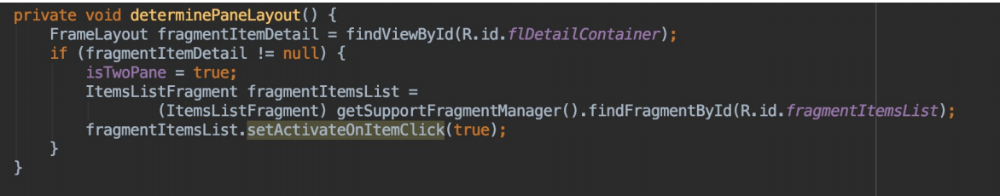 private void determinePaneLayout() {
    FrameLayout fragmentItemDetail = findViewById(R.id.flDetailContainer);
    if (fragmentItemDetail != null) {
        isTwoPane = true;
        ItemsListFragment fragmentItemsList =
                (ItemsListFragment) getSupportFragmentManager().findFragmentById(R.id.fragmentItemsList);
        fragmentItemsList.setActivateOnItemClick(true);
    }
}